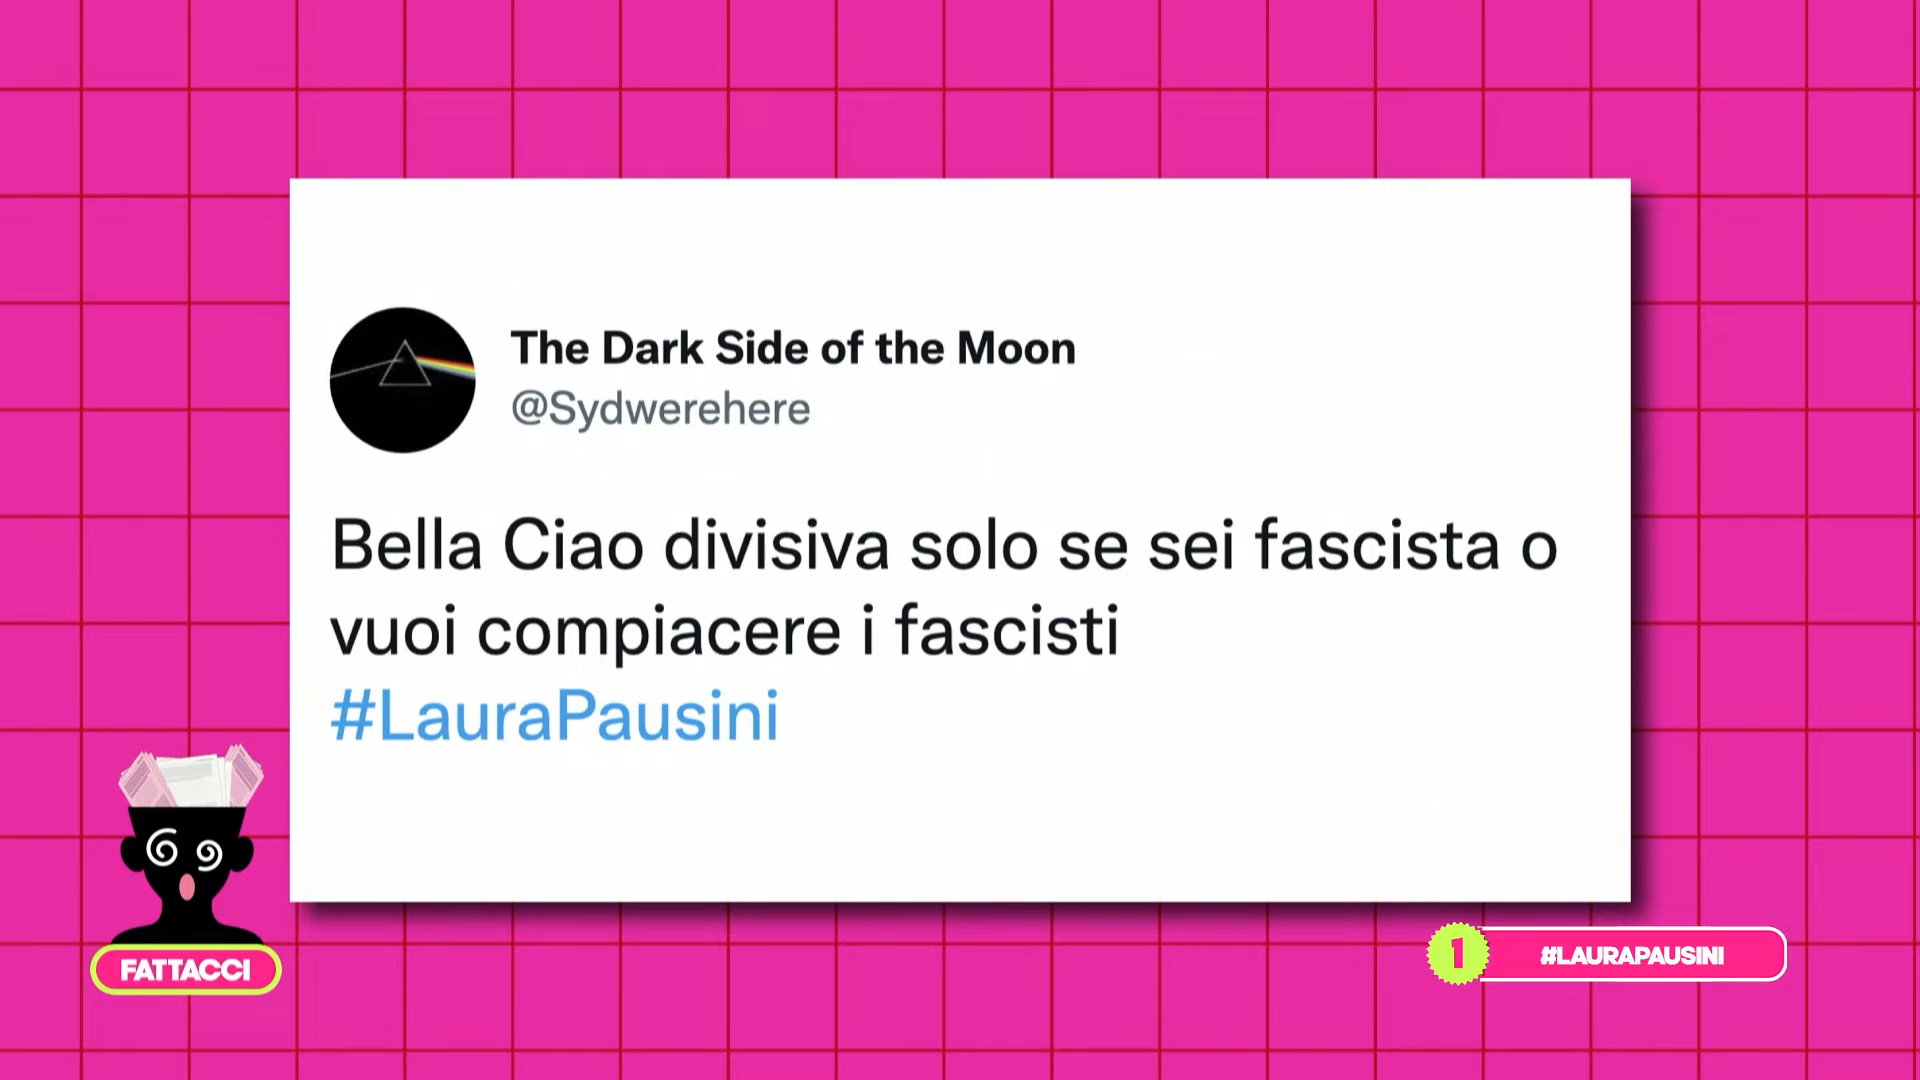 The Dark Side of the Moon
@Sydwerehere
Bella Ciao divisiva solo se sei fascista o
vuoi compiacere i fascisti
#LauraPausini
FATTACCI
1 #LAURAPAUSINI